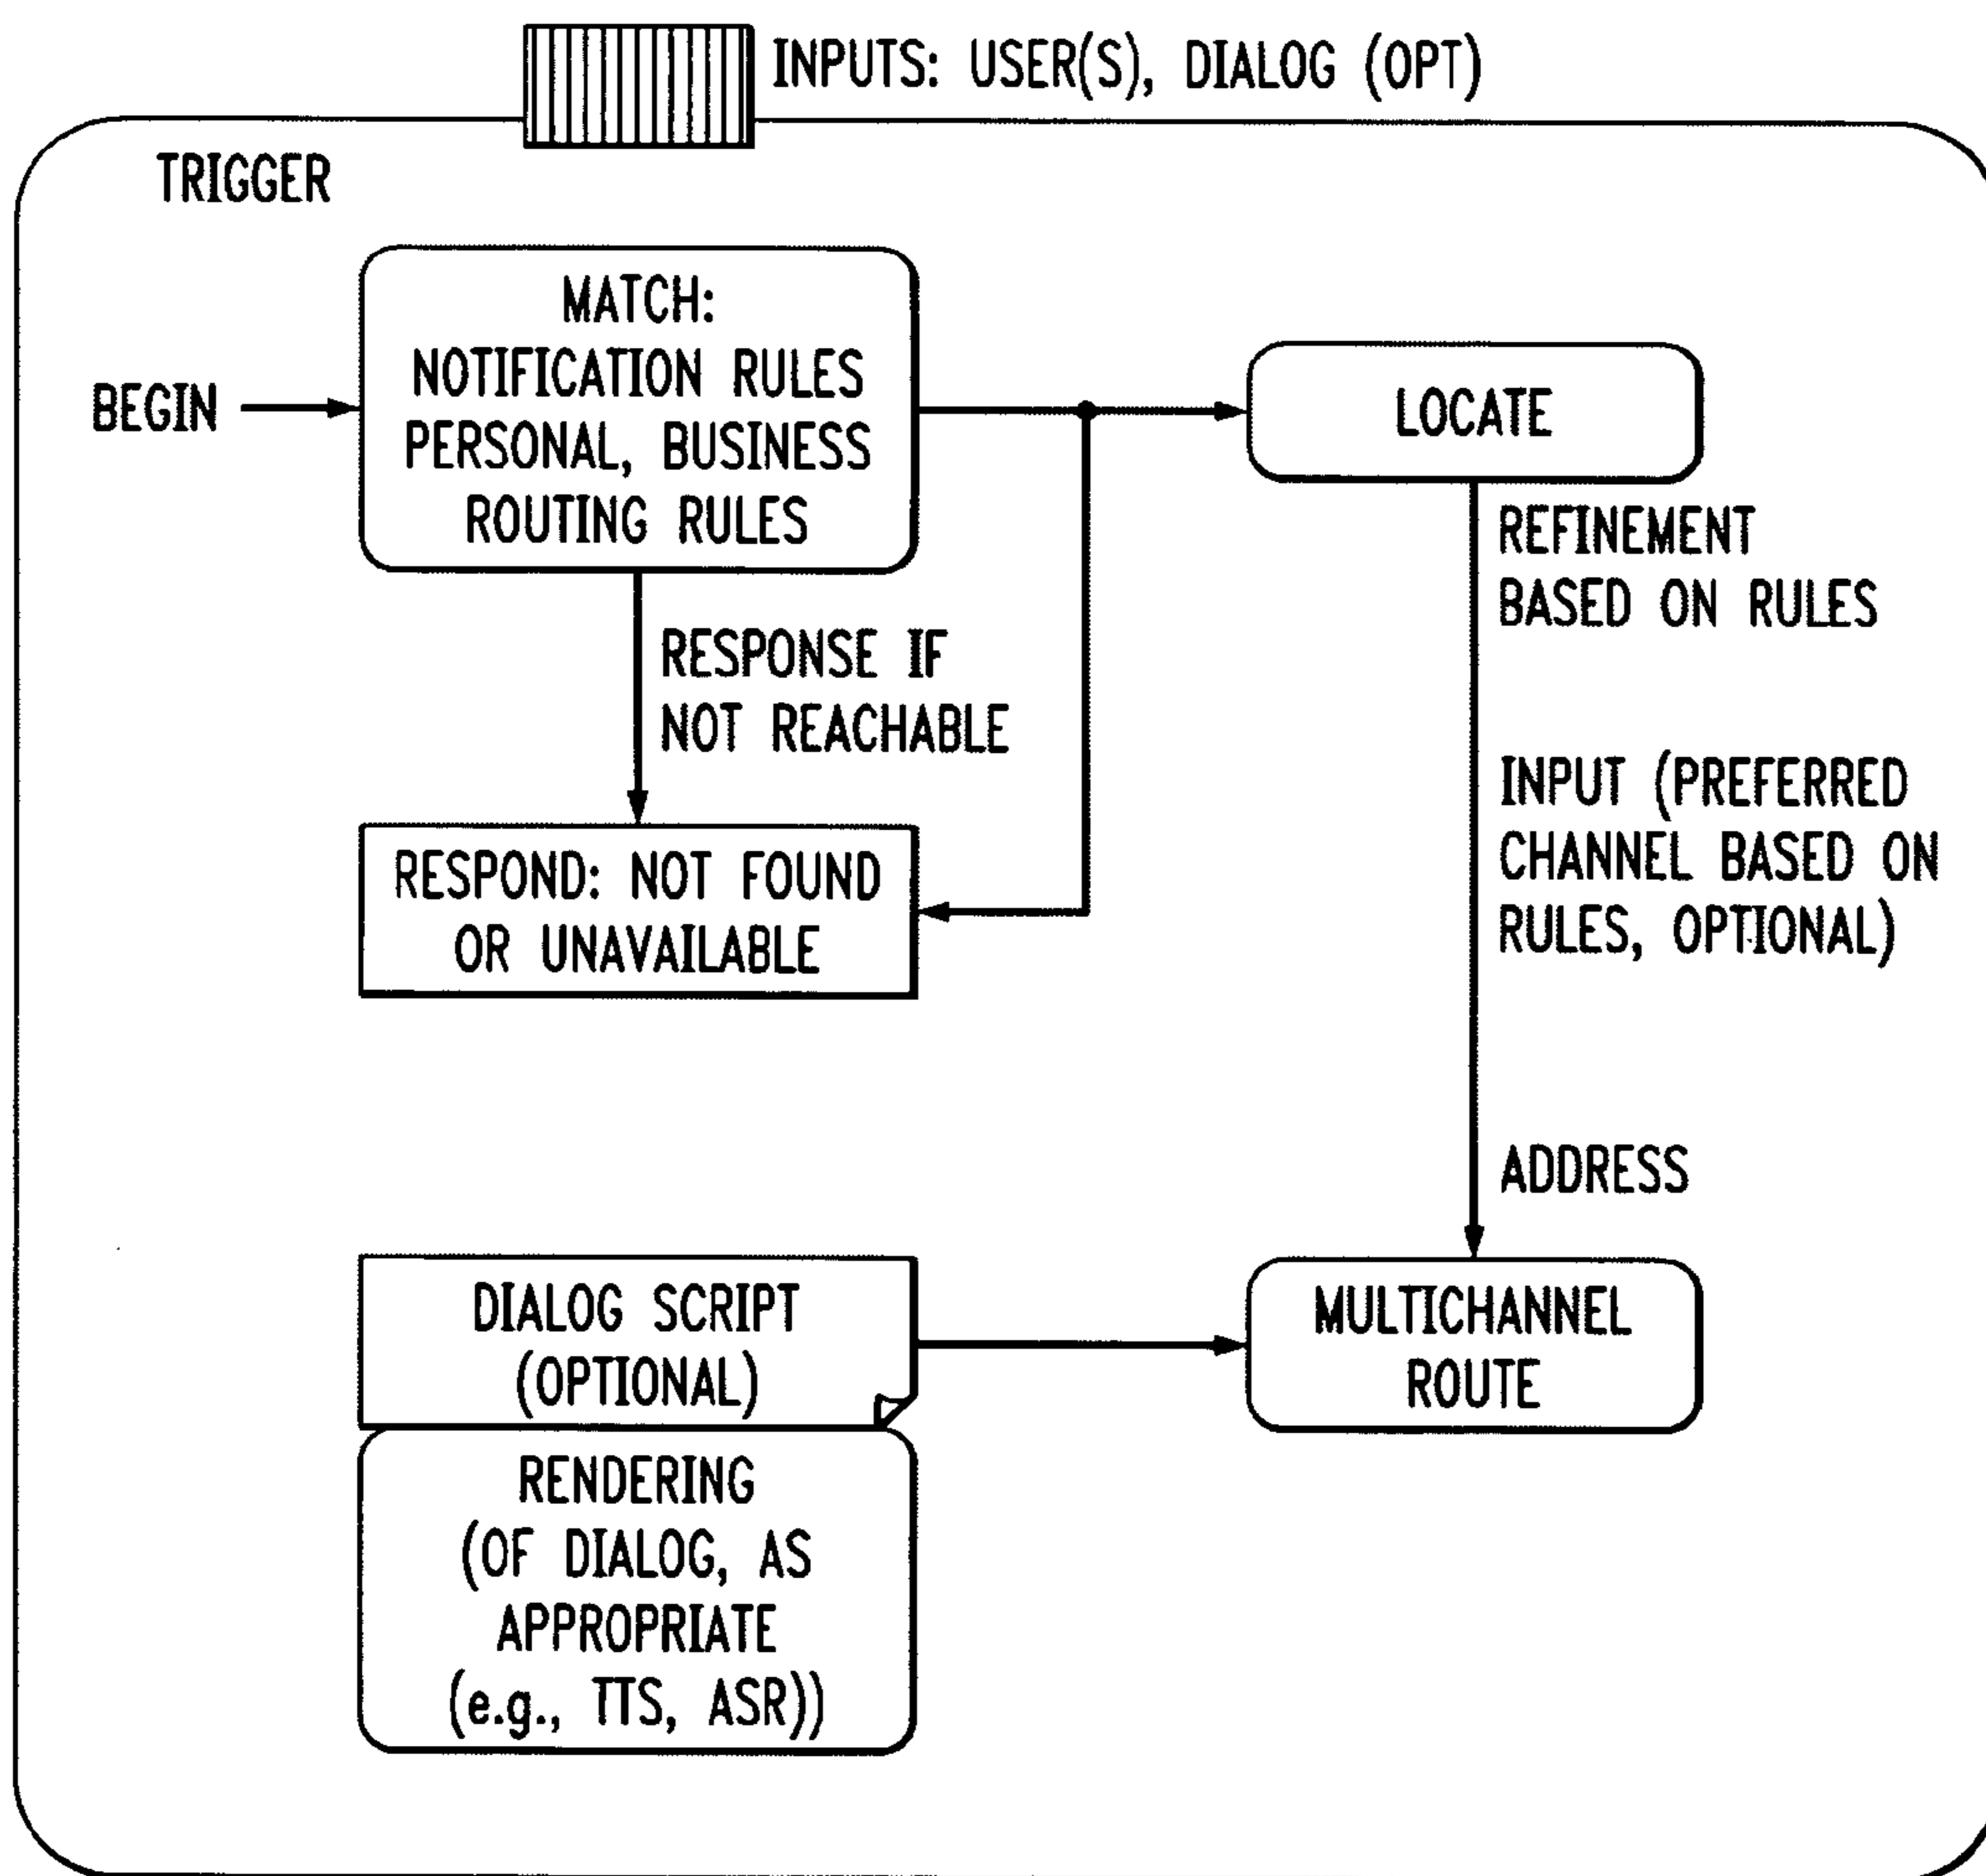 INPUTS: USER(S), DIALOG (OPT)
TRIGGER
MATCH:
NOTIFICATION RULES
PERSONAL, BUSINESS
ROUTING RULES
BEGIN
LOCATE
REFINEMENT
BASED ON RULES
RESPONSE IF
NOT REACHABLE
INPUT (PREFERRED
CHANNEL BASED ON
RULES, OPTIONAL)
RESPOND: NOT FOUND
OR UNAVAILABLE
ADDRESS
DIALOG SCRIPT
(OPTIONAL)
MULTICHANNEL
ROUTE
RENDERING
(OF DIALOG, AS
APPROPRIATE
(e.g., TTS, ASR))